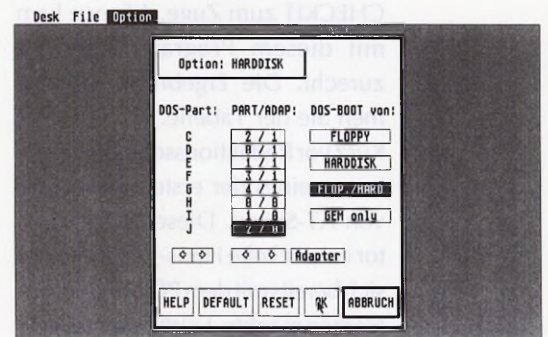 Desk File Option
Option: HARDDISK
DOS-Part: PART/ADAP: DOS-BOOT von:
C 2 / 1 FLOPPY
D 0 / 1
E 1 / 1 HARDDISK
F 3 / 1
G FLOP./HARD
H 0 / 0
I 1 / 0 GEM only
J 2 / 0
Adapter
HELP DEFAULT RESET OK ABBRUCH